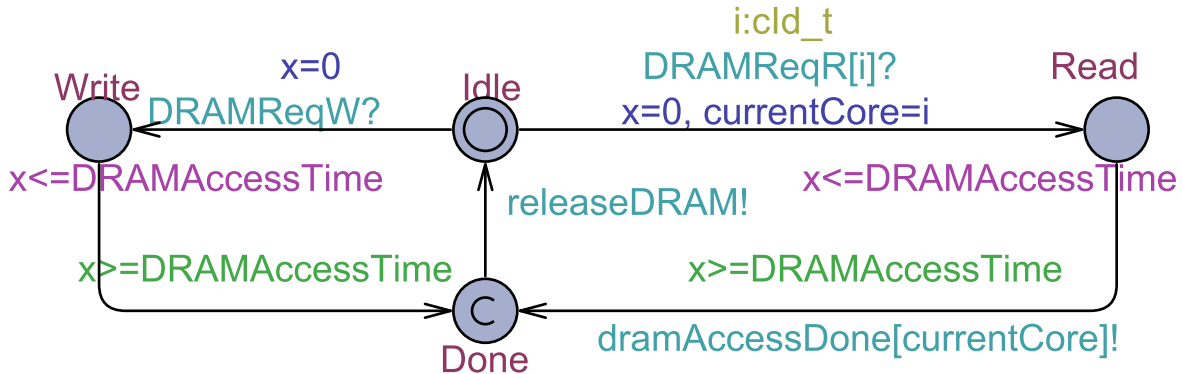 i:cId_t
x=0
DRAMReqR[i]?
Write
Idle
Read
DRAMReqW?
x=0, currentCore=i
x<=DRAMAccessTime
x<=DRAMAccessTime
releaseDRAM!
x>=DRAMAccessTime
x>=DRAMAccessTime
C
dramAccessDone[currentCore]!
Done